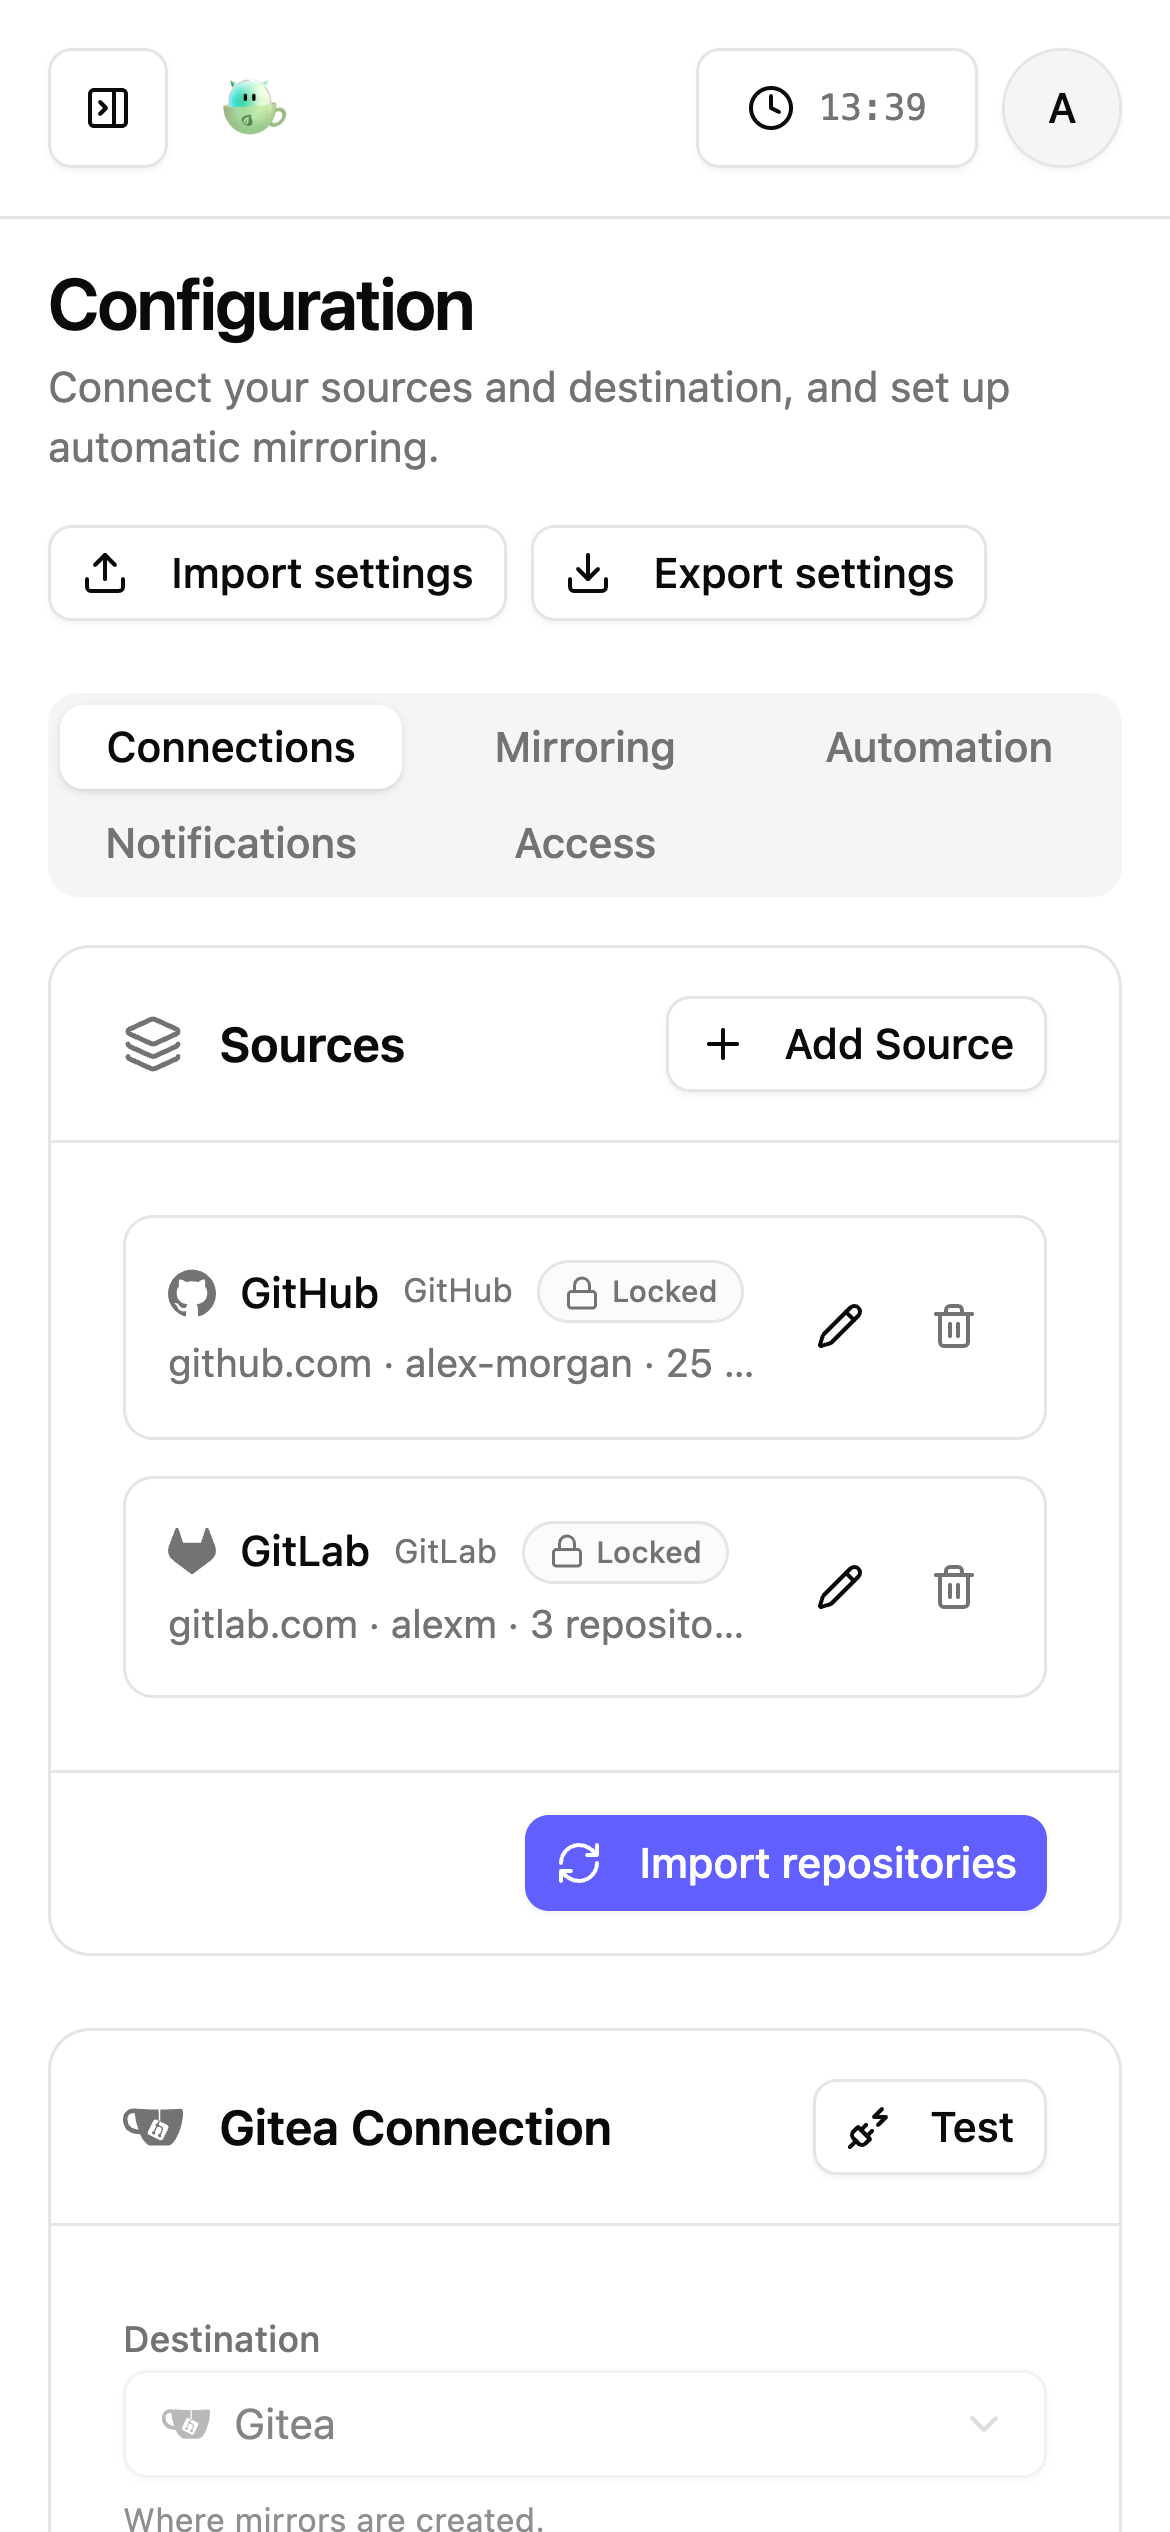 13:39
A
Configuration
Connect your sources and destination, and set up
automatic mirroring.
Import settings
Export settings
Connections
Mirroring
Automation
Notifications
Access
Sources
Add Source
GitHub GitHub Locked
github.com · alex-morgan · 25 ...
GitLab GitLab Locked
gitlab.com · alexm · 3 reposito...
Import repositories
Gitea Connection
Test
Destination
Gitea
Where mirrors are created.